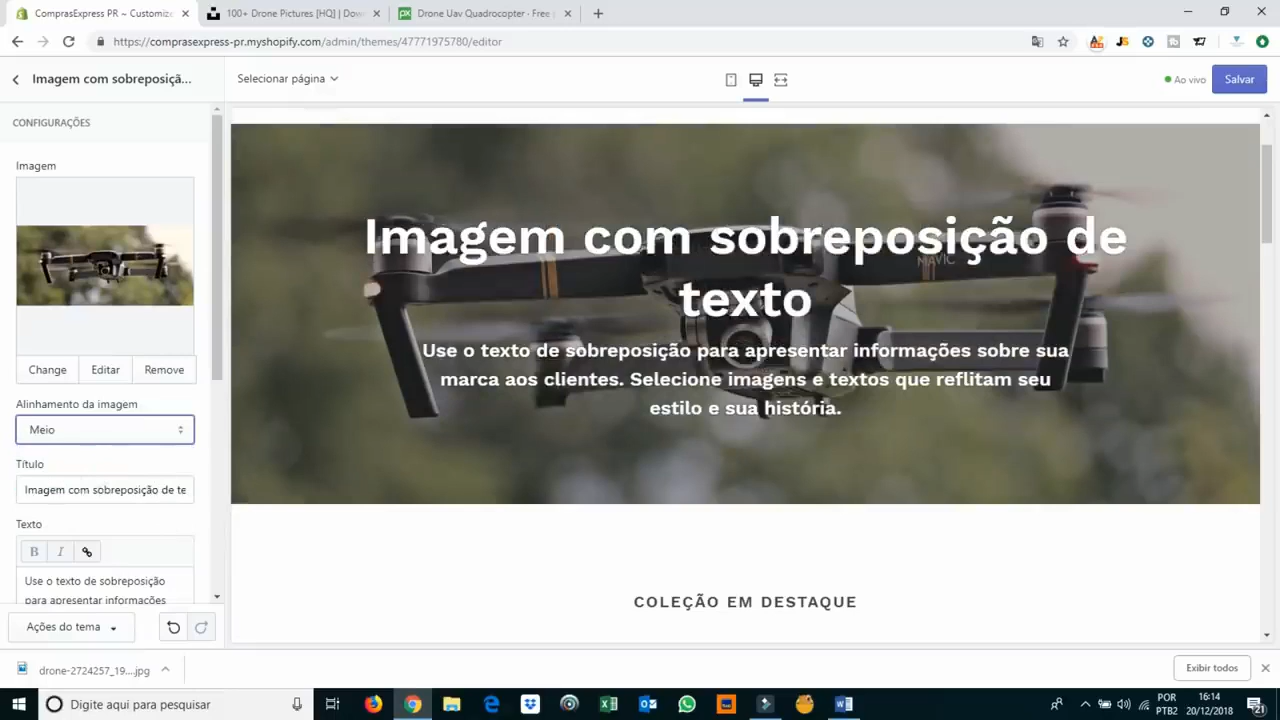 ComprasExpress PR ~ Customize
100+ Drone Pictures [HQ] | Dow
Drone Uav Quadrocopter · Free
https://comprasexpress-pr.myshopify.com/admin/themes/47771975780/editor
Imagem com sobreposiçã...
Selecionar página
Ao vivo
Salvar
CONFIGURAÇÕES
Imagem
Change
Editar
Remove
Alinhamento da imagem
Meio
Título
Imagem com sobreposição de te
Texto
B I
Use o texto de sobreposição
para apresentar informações
Ações do tema
MAVIC
Imagem com sobreposição de
texto
Use o texto de sobreposição para apresentar informações sobre sua
marca aos clientes. Selecione imagens e textos que reflitam seu
estilo e sua história.
COLEÇÃO EM DESTAQUE
drone-2724257_19....jpg
Exibir todos
Digite aqui para pesquisar
POR
PTB2
16:14
20/12/2018
21